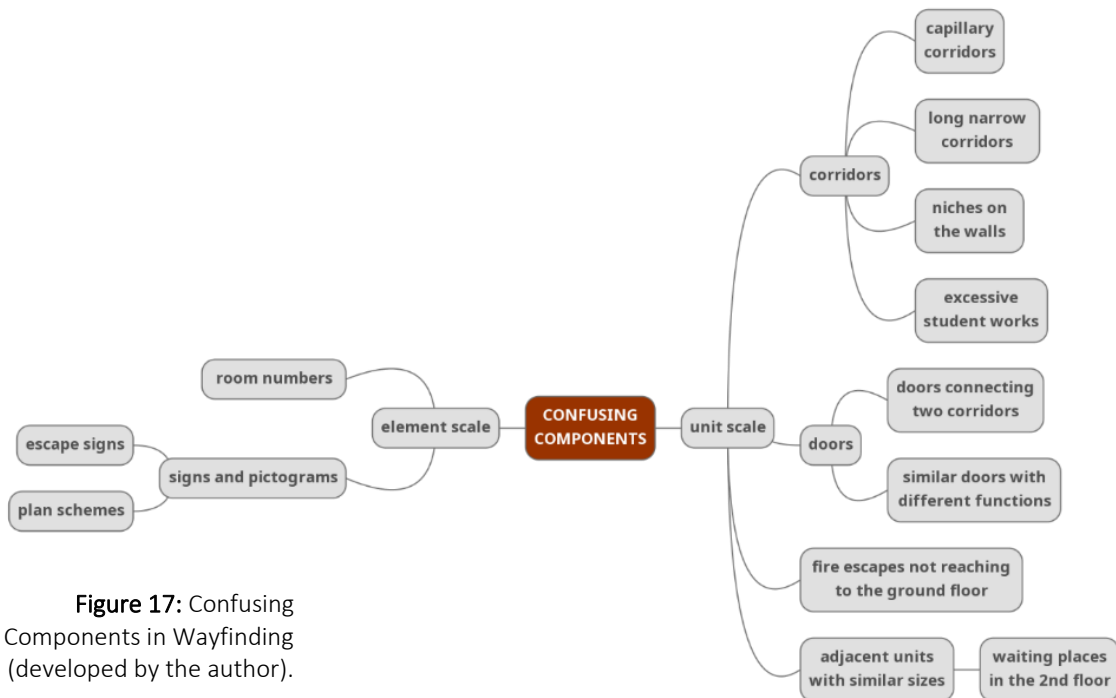 capillary
corridors
long narrow
corridors
corridors
niches on
the walls
excessive
student works
room numbers
element scale
escape signs
signs and pictograms
plan schemes
CONFUSING
COMPONENTS
unit scale
doors connecting
two corridors
doors
similar doors with
different functions
fire escapes not reaching
to the ground floor
adjacent units
with similar sizes
waiting places
in the 2nd floor
Figure 17: Confusing
Components in Wayfinding
(developed by the author).